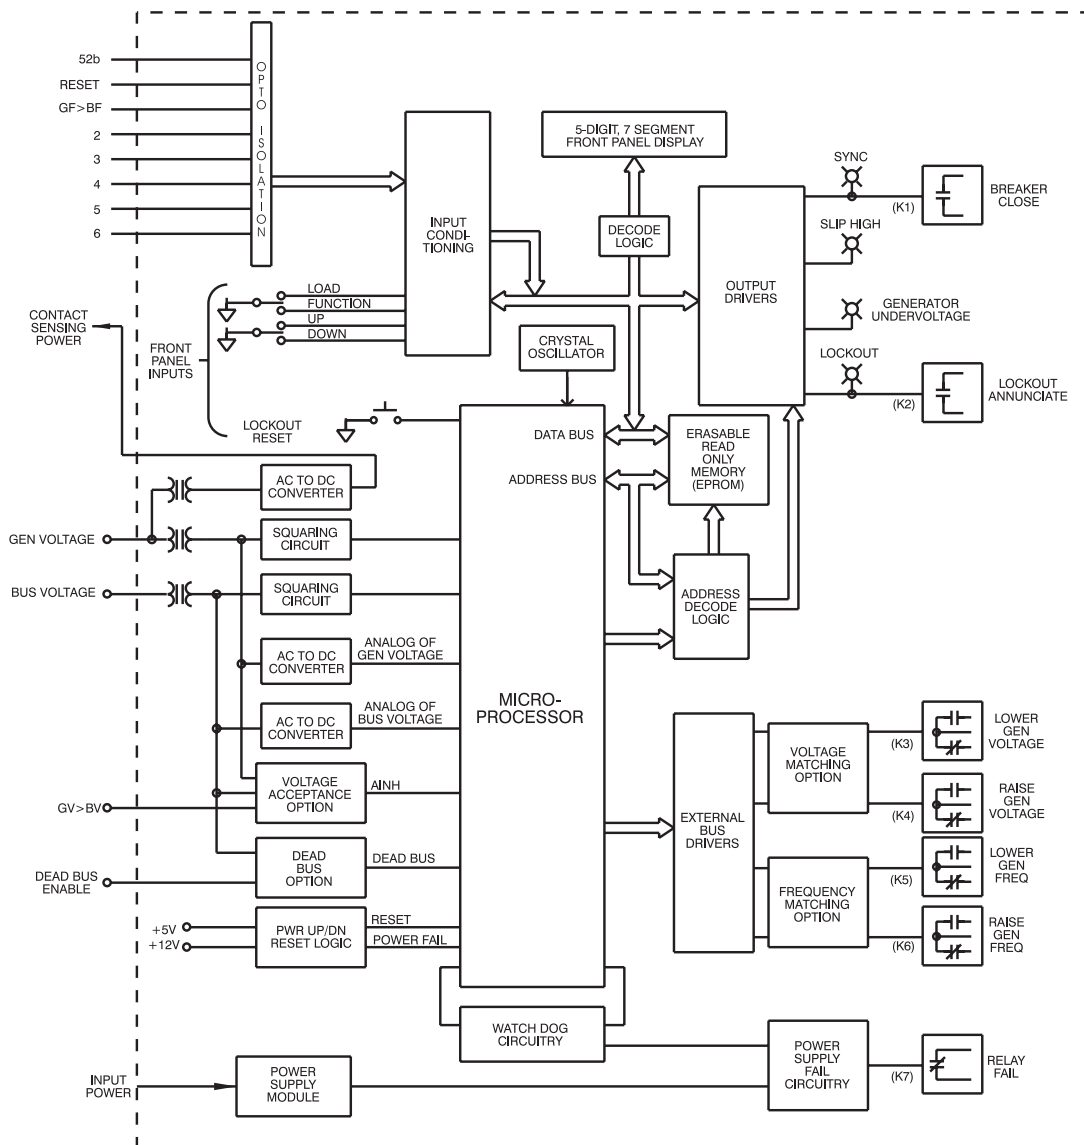 52b
RESET
GF>BF
2
3
4
5
6
OPTO ISOLATION
INPUT
CONDI-
TIONING
5-DIGIT, 7 SEGMENT
FRONT PANEL DISPLAY
DECODE
LOGIC
OUTPUT
DRIVERS
SYNC
(K1)
BREAKER
CLOSE
SLIP HIGH
GENERATOR
UNDERVOLTAGE
LOCKOUT
(K2)
LOCKOUT
ANNUNCIATE
CONTACT
SENSING
POWER
FRONT
PANEL
INPUTS
LOAD
FUNCTION
UP
DOWN
LOCKOUT
RESET
CRYSTAL
OSCILLATOR
DATA BUS
ADDRESS BUS
ERASABLE
READ
ONLY
MEMORY
(EPROM)
ADDRESS
DECODE
LOGIC
MICRO-
PROCESSOR
AC TO DC
CONVERTER
GEN VOLTAGE
SQUARING
CIRCUIT
BUS VOLTAGE
SQUARING
CIRCUIT
AC TO DC
CONVERTER
ANALOG OF
GEN VOLTAGE
AC TO DC
CONVERTER
ANALOG OF
BUS VOLTAGE
GV>BV
VOLTAGE
ACCEPTANCE
OPTION
AINH
DEAD BUS
ENABLE
DEAD
BUS
OPTION
DEAD BUS
+5V
+12V
PWR UP/DN
RESET LOGIC
RESET
POWER FAIL
EXTERNAL
BUS
DRIVERS
VOLTAGE
MATCHING
OPTION
(K3)
LOWER
GEN
VOLTAGE
(K4)
RAISE
GEN
VOLTAGE
FREQUENCY
MATCHING
OPTION
(K5)
LOWER
GEN
FREQ
(K6)
RAISE
GEN
FREQ
WATCH DOG
CIRCUITRY
INPUT
POWER
POWER
SUPPLY
MODULE
POWER
SUPPLY
FAIL
CIRCUITRY
(K7)
RELAY
FAIL